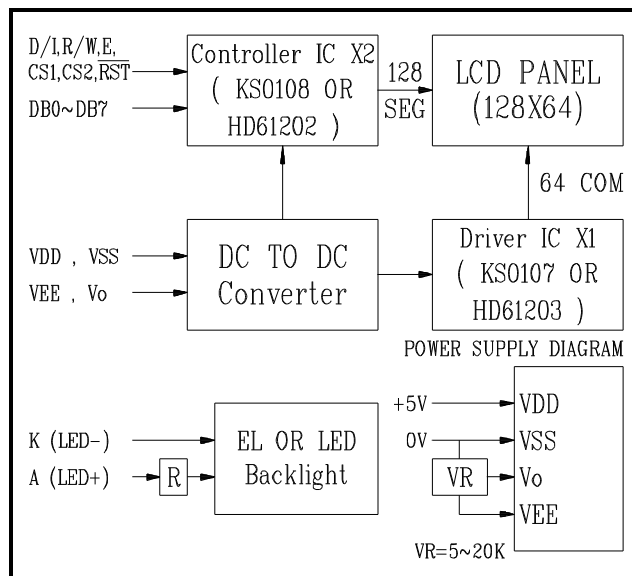 D/I,R/W,E,
CS1,CS2,R̅S̅T̅
DB0~DB7
Controller IC X2
( KS0108 OR
HD61202 )
128
SEG
LCD PANEL
(128X64)
64 COM
VDD , VSS
VEE , Vo
DC TO DC
Converter
Driver IC X1
( KS0107 OR
HD61203 )
POWER SUPPLY DIAGRAM
K (LED-)
A (LED+)
R
EL OR LED
Backlight
+5V
0V
VR
VDD
VSS
Vo
VEE
VR=5~20K